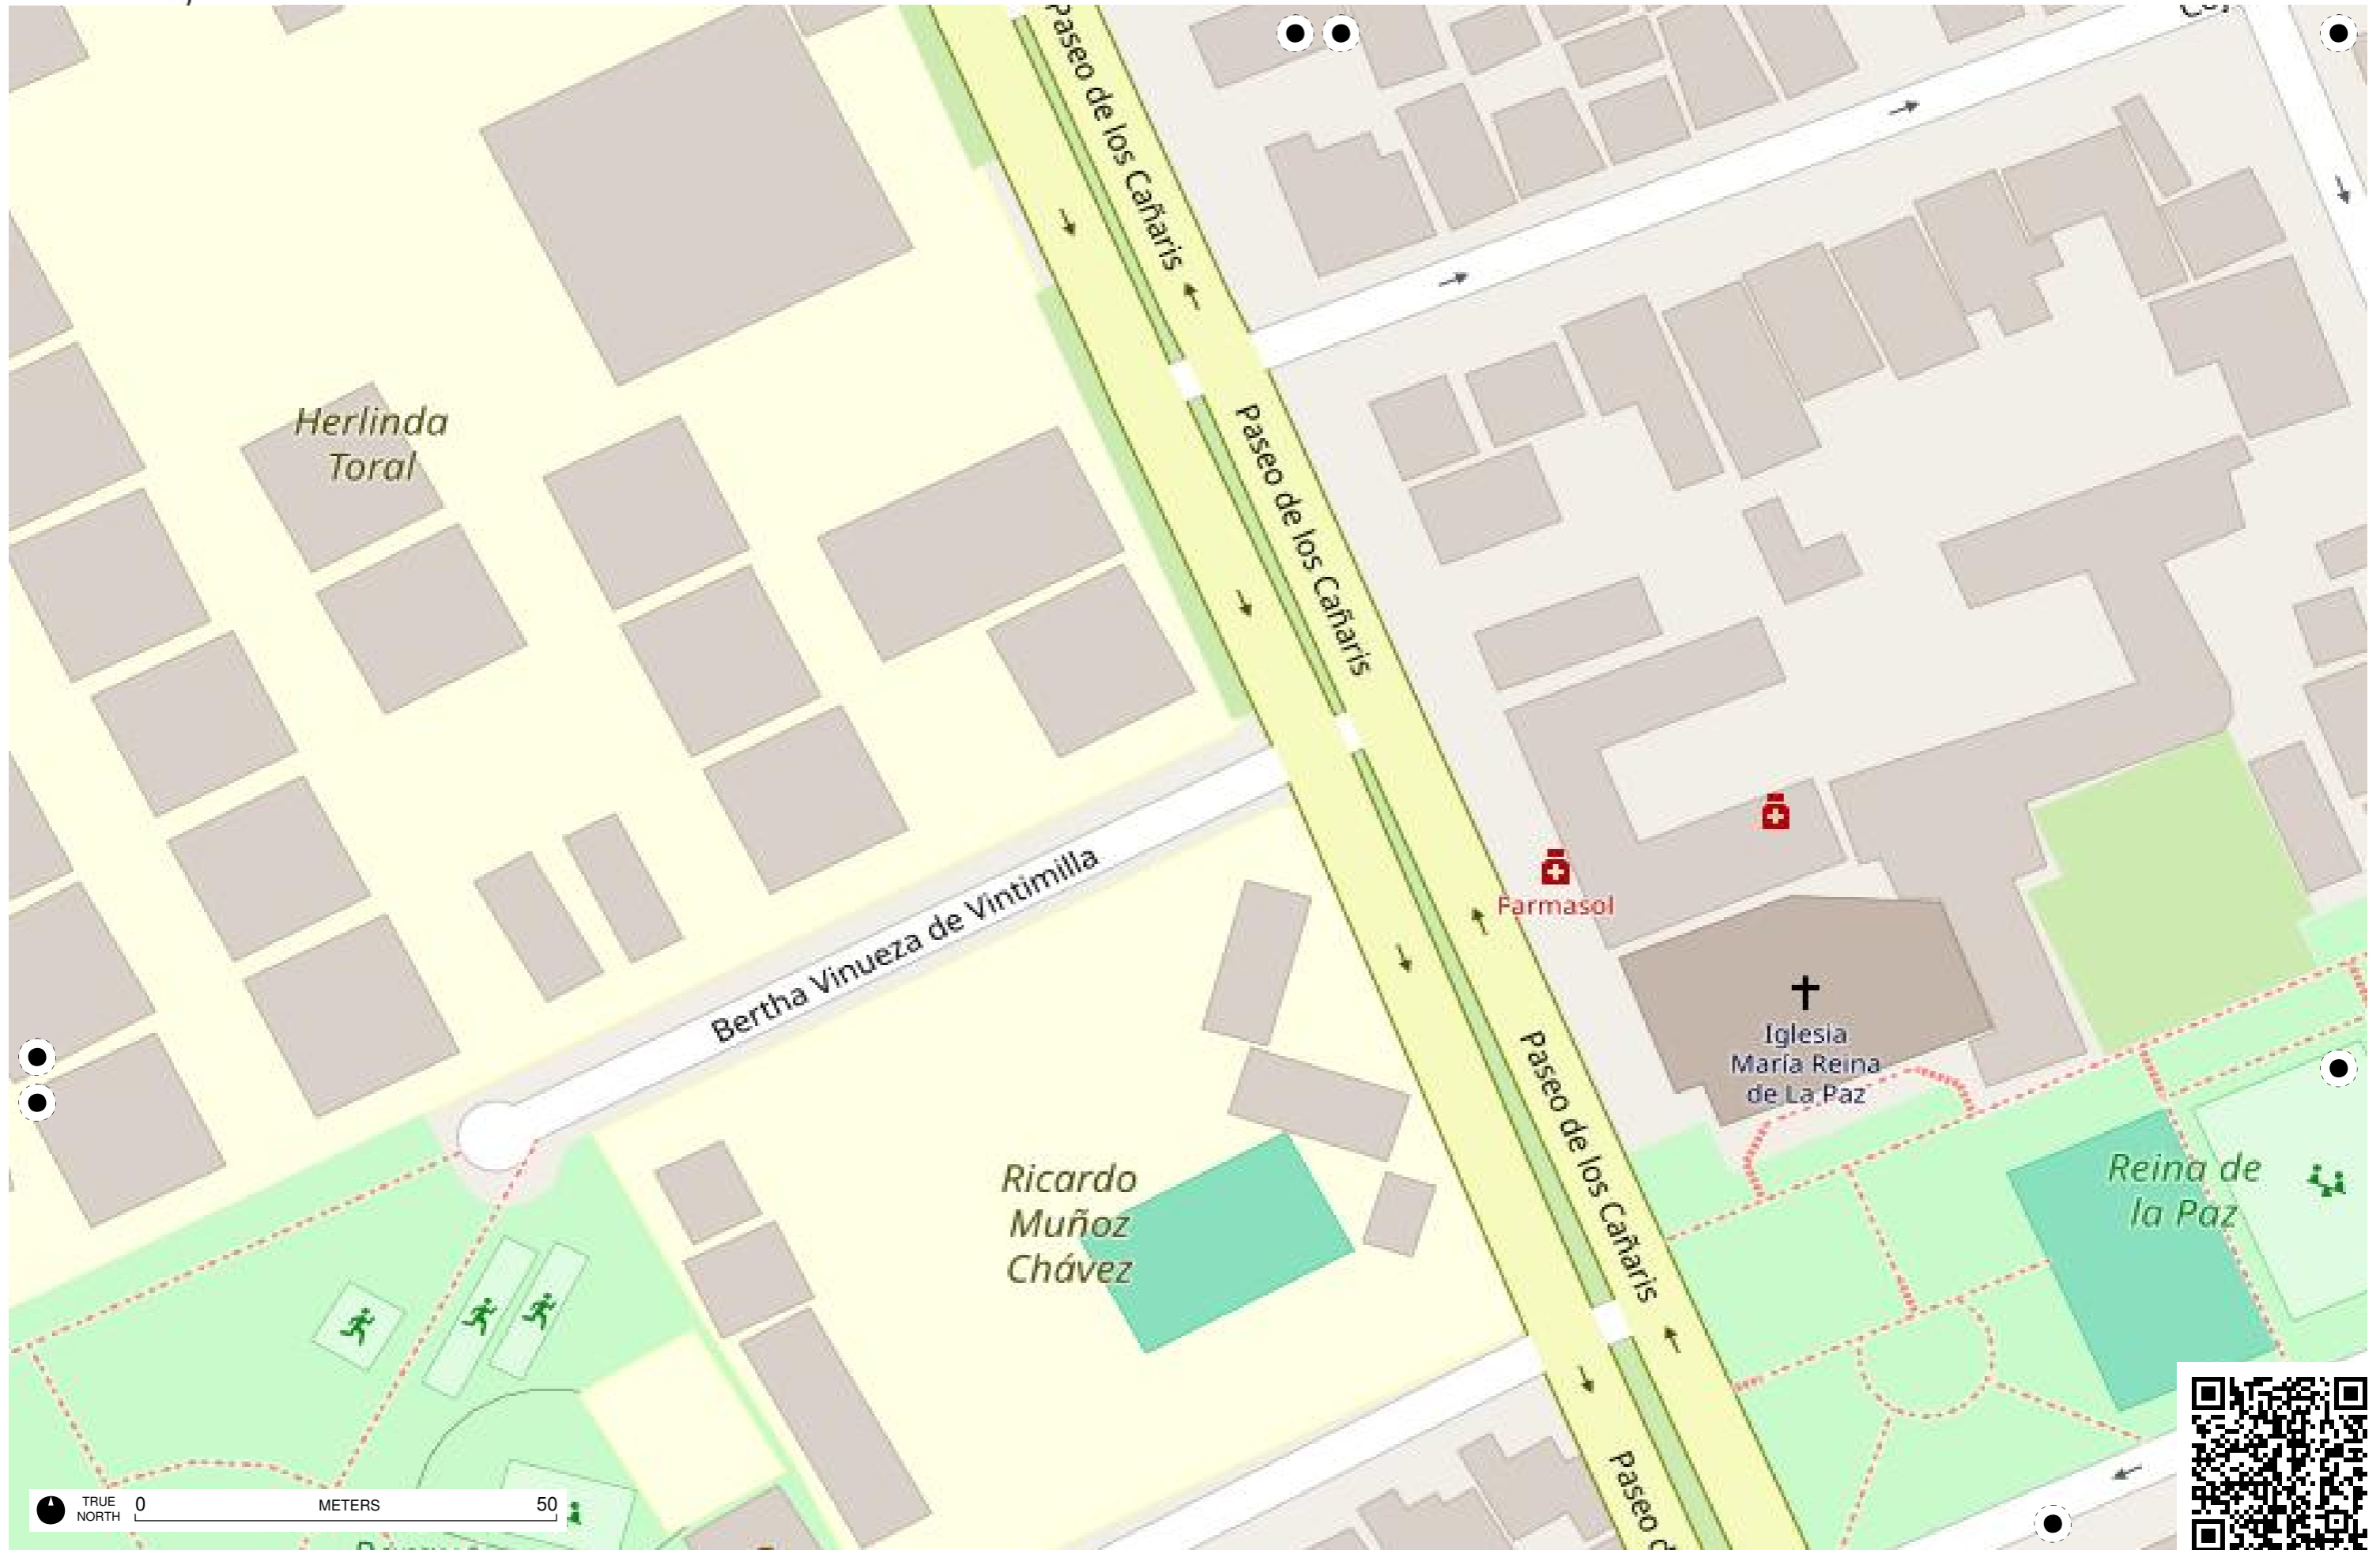 Paseo de los Cañaris
Herlinda
Toral
Paseo de los Cañaris
Bertha Vinueza de Vintimilla
Farmasol
Iglesia
María Reina
de La Paz
Paseo de los Cañaris
Ricardo
Muñoz
Chávez
Reina de
la Paz
Paseo d
TRUE
NORTH
0
METERS
50